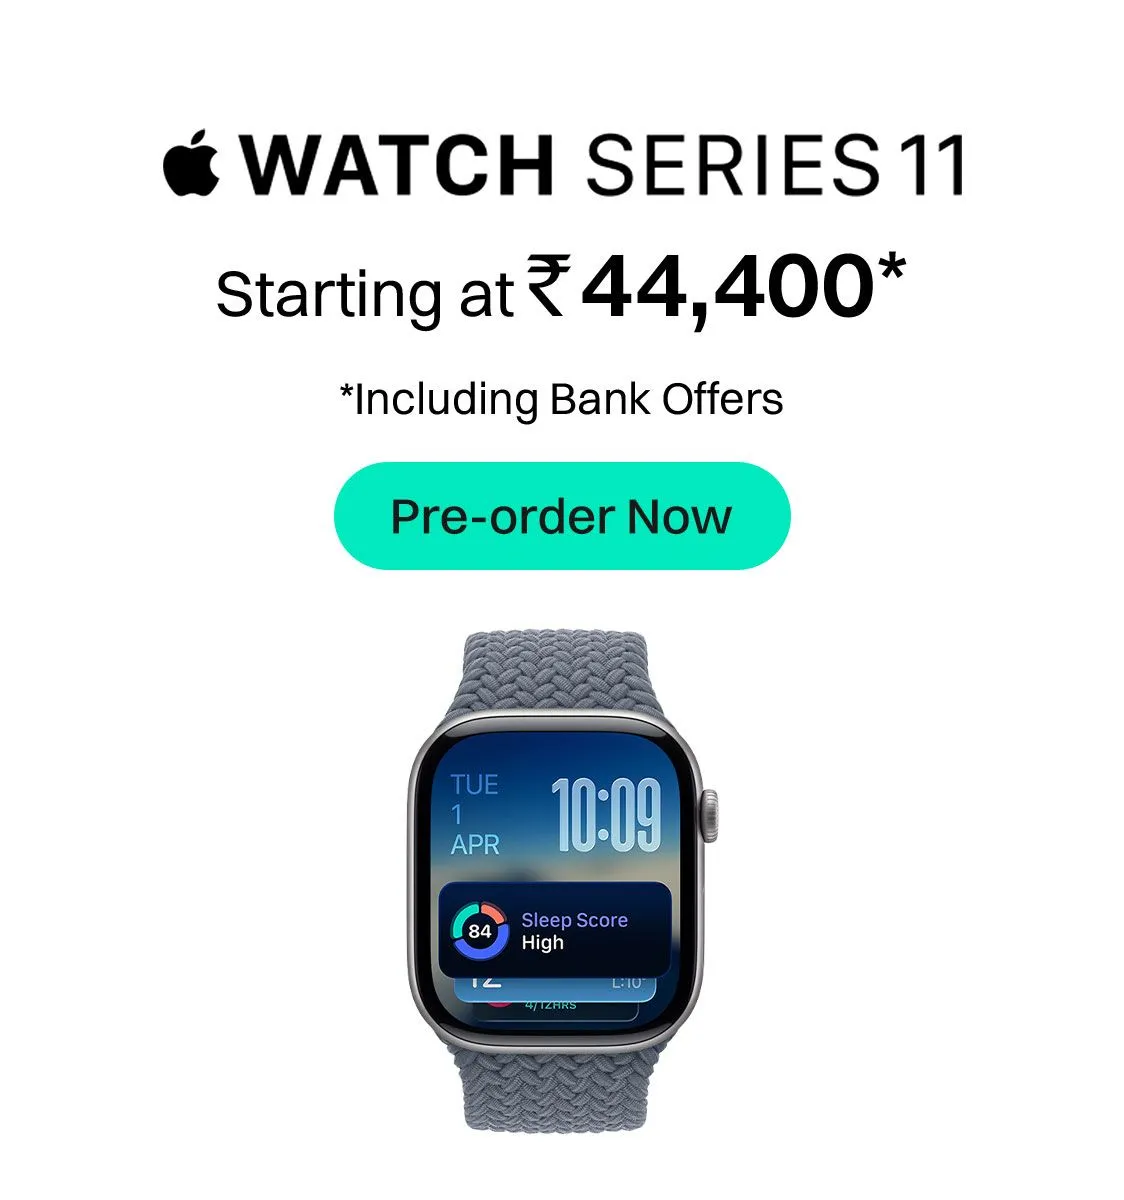 WATCH SERIES 11
Starting at ₹44,400*
*Including Bank Offers
Pre-order Now
TUE
1
APR
10:09
84
Sleep Score
High
L:10°
4/12HRS